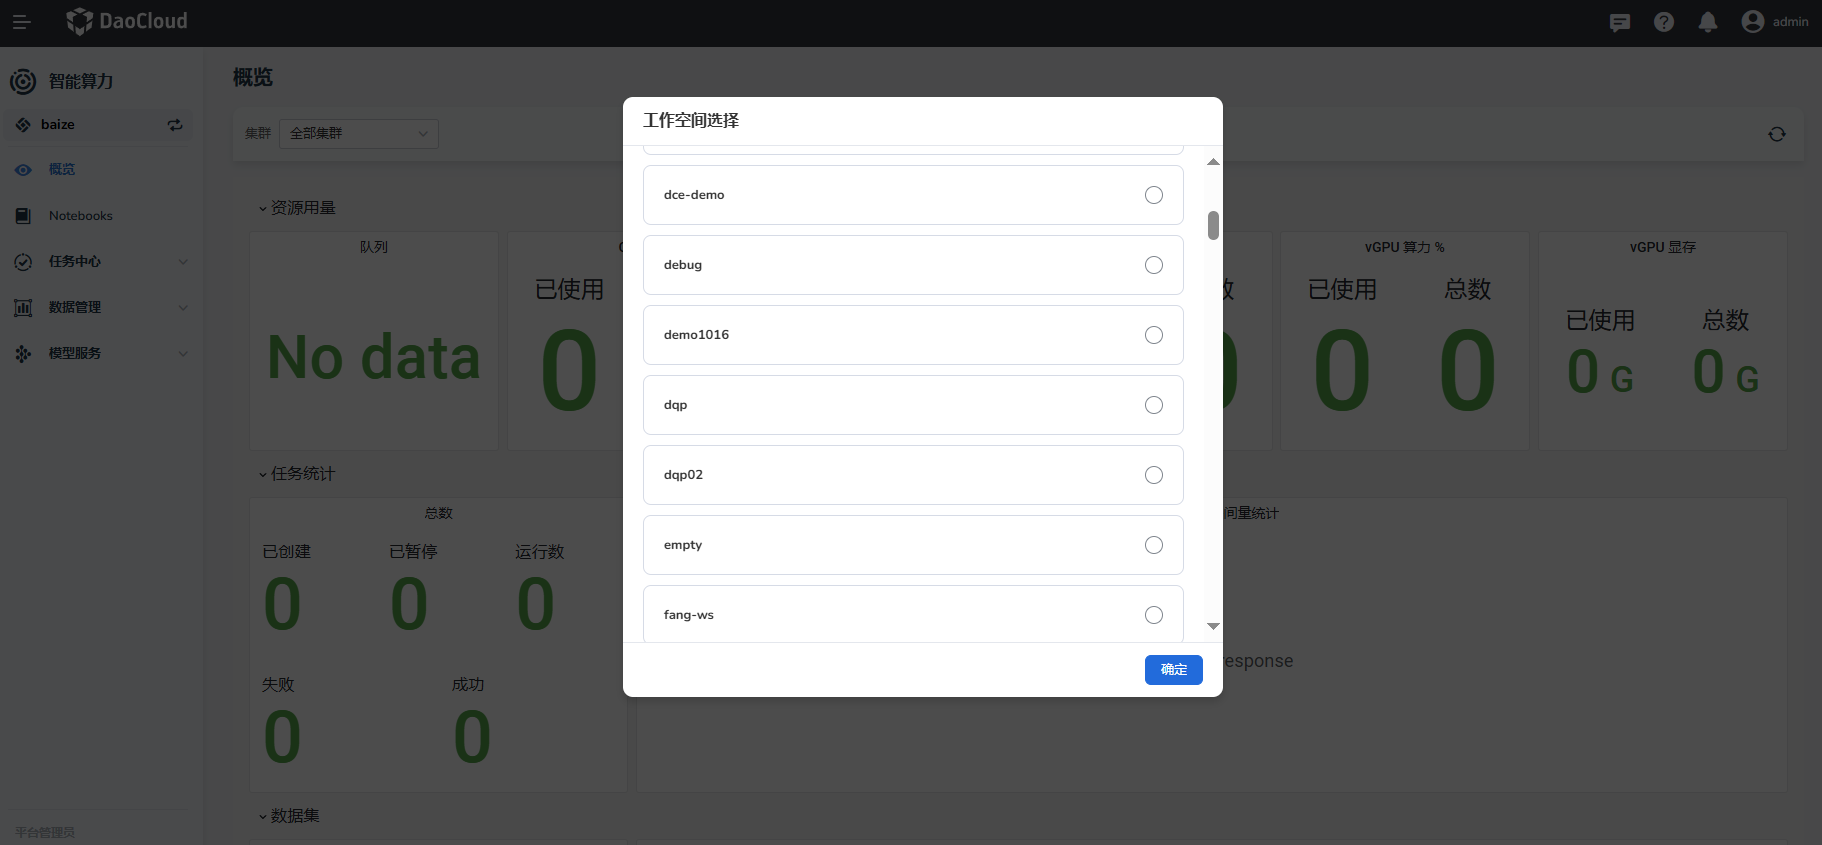 DaoCloud
admin
智能算力
baize
概览
Notebooks
任务中心
数据管理
模型服务
平台管理员
概览
集群 全部集群
资源用量
队列
No data
已使用
0
vGPU 算力 %
已使用 总数
0 0
vGPU 显存
已使用 总数
0 G 0 G
任务统计
总数
已创建 已暂停 运行数
0 0 0
失败 成功
0 0
间量统计
response
数据集
工作空间选择
dce-demo
debug
demo1016
dqp
dqp02
empty
fang-ws
确定